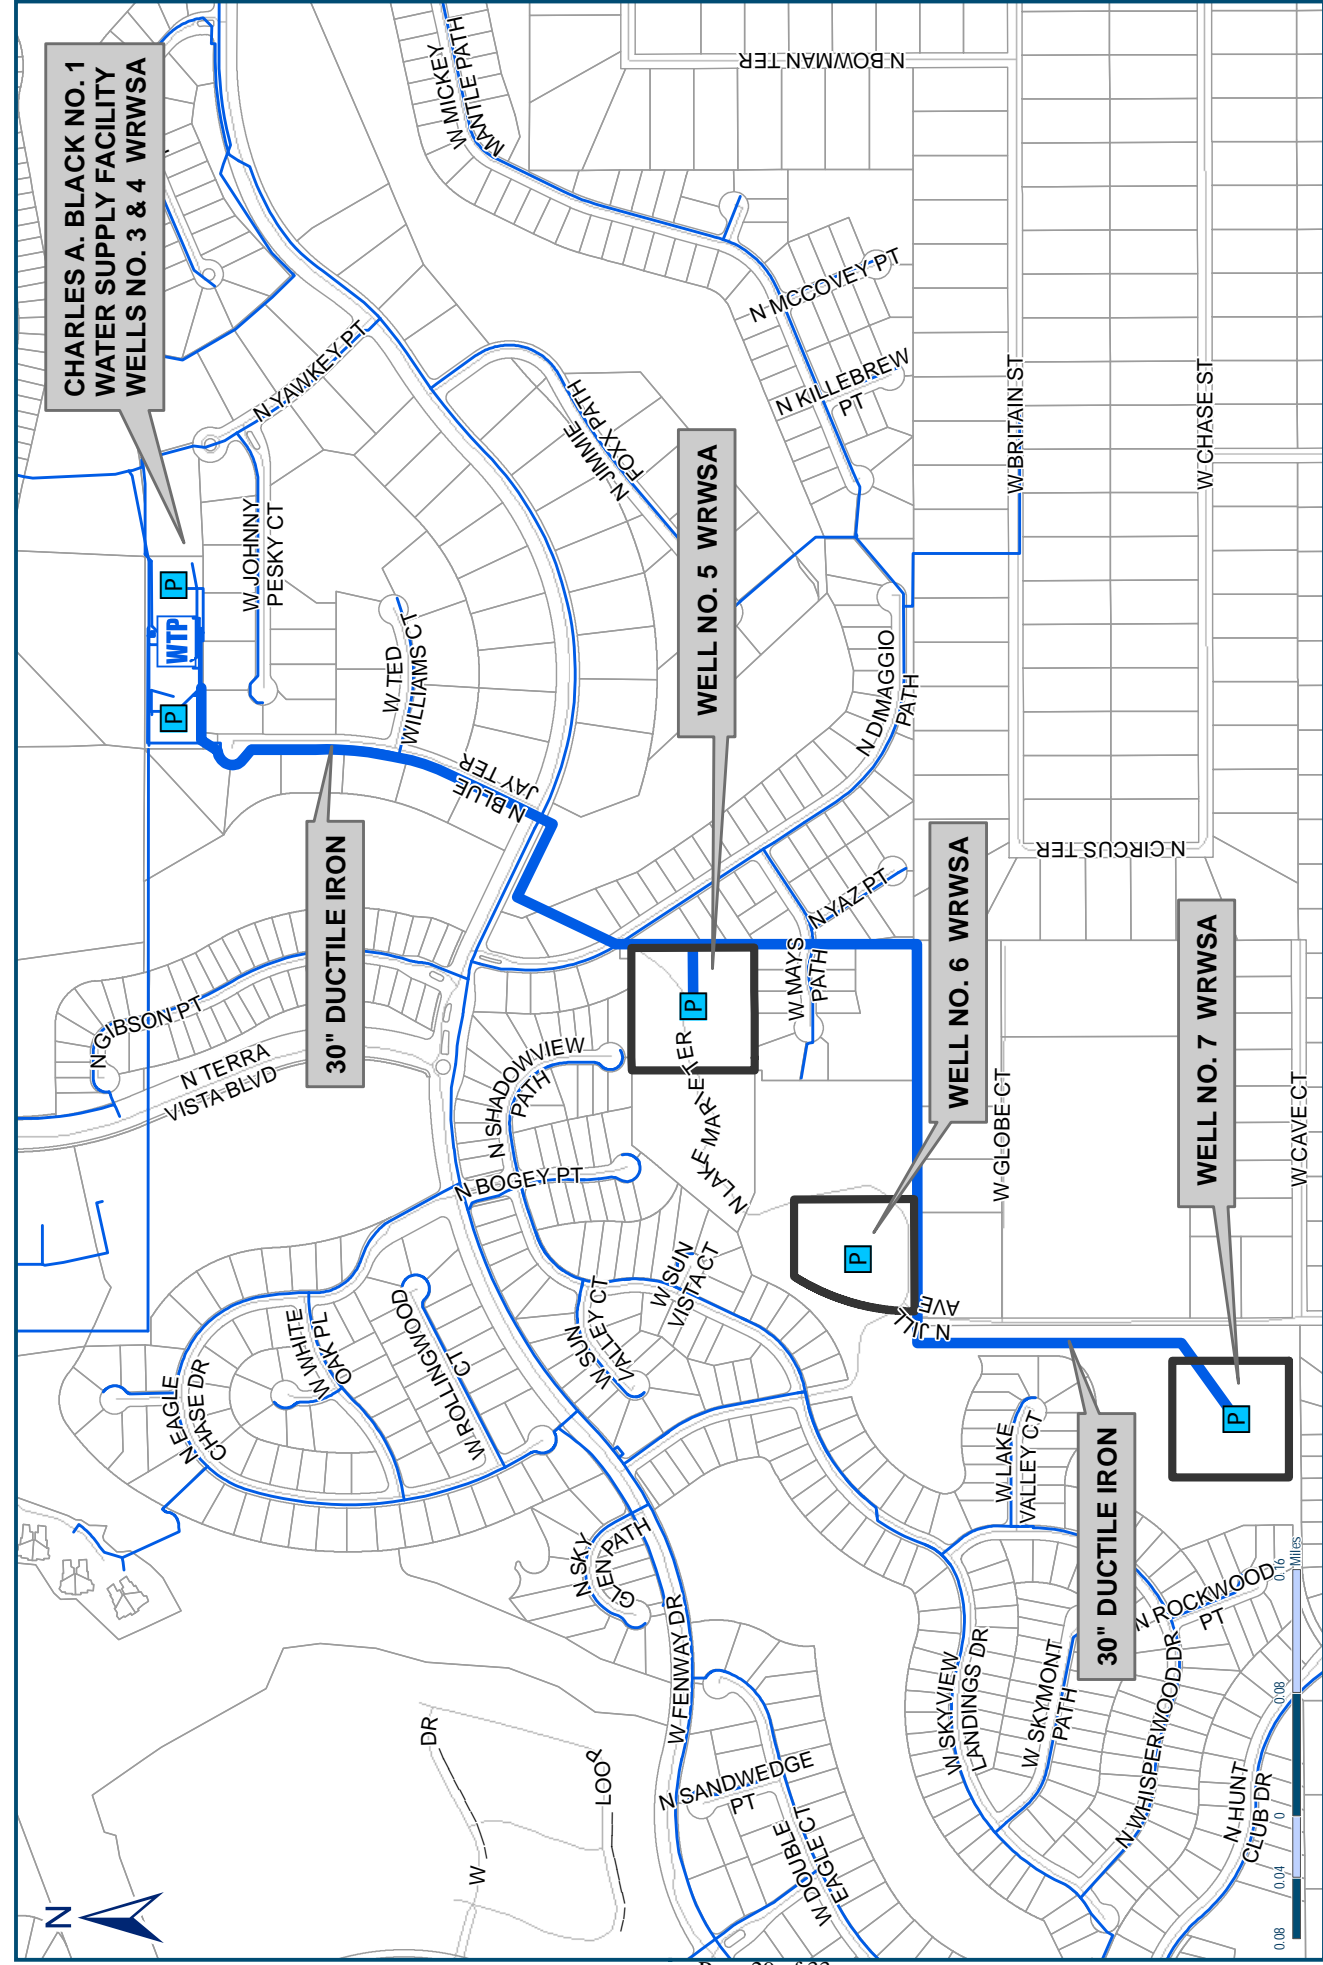 CHARLES A. BLACK NO. 1
WATER SUPPLY FACILITY
WELLS NO. 3 & 4 WRWSA
N
W MICKEY
MANTLE PATH
N BOWMAN TER
N YAWKEY PT
W JOHNNY
PESKY CT
P
WTP
P
W TED
WILLIAMS CT
N BLUE
JAY TER
N JIMMIE
FOXX PATH
N MCCOVEY PT
N KILLEBREW
PT
W BRITAIN ST
W CHASE ST
WELL NO. 5 WRWSA
N DIMAGGIO
PATH
30" DUCTILE IRON
N GIBSON PT
N TERRA
VISTA BLVD
N SHADOWVIEW
PATH
N BOGEY PT
P
N LAKE MARIE TER
W MAYS
PATH
N YAZ PT
N CIRCUS TER
WELL NO. 6 WRWSA
P
W GLOBE CT
W CAVE CT
WELL NO. 7 WRWSA
P
N JILL
AVE
N EAGLE
CHASE DR
W WHITE
OAK PL
W ROLLINGWOOD
CT
W SUN
VALLEY CT
W SUN
VISTA CT
N SKY
GLEN PATH
W LAKE
VALLEY CT
30" DUCTILE IRON
W FENWAY DR
N SANDWEDGE
PT
W DOUBLE
EAGLE CT
W SKYVIEW
LANDINGS DR
W SKYMONT
PATH
N WHISPERWOOD DR
N ROCKWOOD
PT
N HUNT
CLUB DR
W
DR
LOOP
0.08 0.04 0 0.08 0.16
Miles